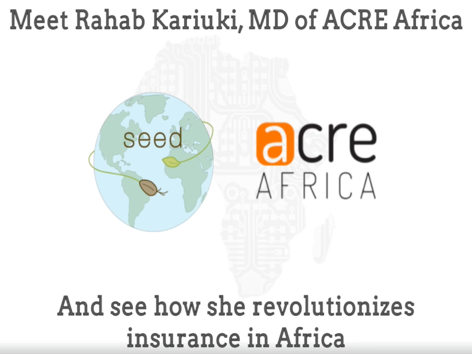 Meet Rahab Kariuki, MD of ACRE Africa
seed
acre
AFRICA
And see how she revolutionizes
insurance in Africa